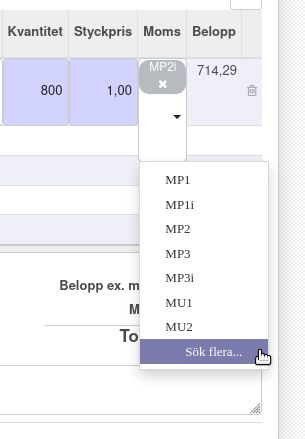 Kvantitet Styckpris Moms Belopp
800 1,00 MP2i 714,29
MP1
MP1i
MP2
MP3
MP3i
MU1
MU2
Sök flera...
Belopp ex. m
M
To